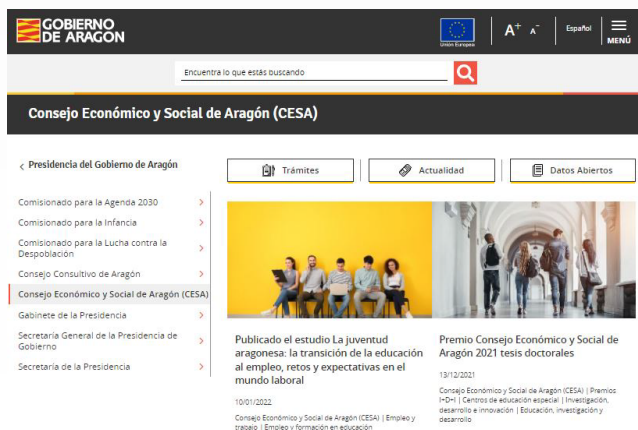 GOBIERNO
DE ARAGON
Unión Europea
A+ A-
Español
MENÚ
Encuentra lo que estás buscando
Consejo Económico y Social de Aragón (CESA)
< Presidencia del Gobierno de Aragón
Trámites
Actualidad
Datos Abiertos
Comisionado para la Agenda 2030
Comisionado para la Infancia
Comisionado para la Lucha contra la
Despoblación
Consejo Consultivo de Aragón
Consejo Económico y Social de Aragón (CESA)
Gabinete de la Presidencia
Secretaría General de la Presidencia de
Gobierno
Secretaría de la Presidencia
Publicado el estudio La juventud
aragonesa: la transición de la educación
al empleo, retos y expectativas en el
mundo laboral
10/01/2022
Consejo Económico y Social de Aragón (CESA) | Empleo y
trabajo | Empleo y formación en educación
Premio Consejo Económico y Social de
Aragón 2021 tesis doctorales
13/12/2021
Consejo Económico y Social de Aragón (CESA) | Premios
I+D+I | Centros de educación especial | Investigación,
desarrollo e innovación | Educación, investigación y
desarrollo